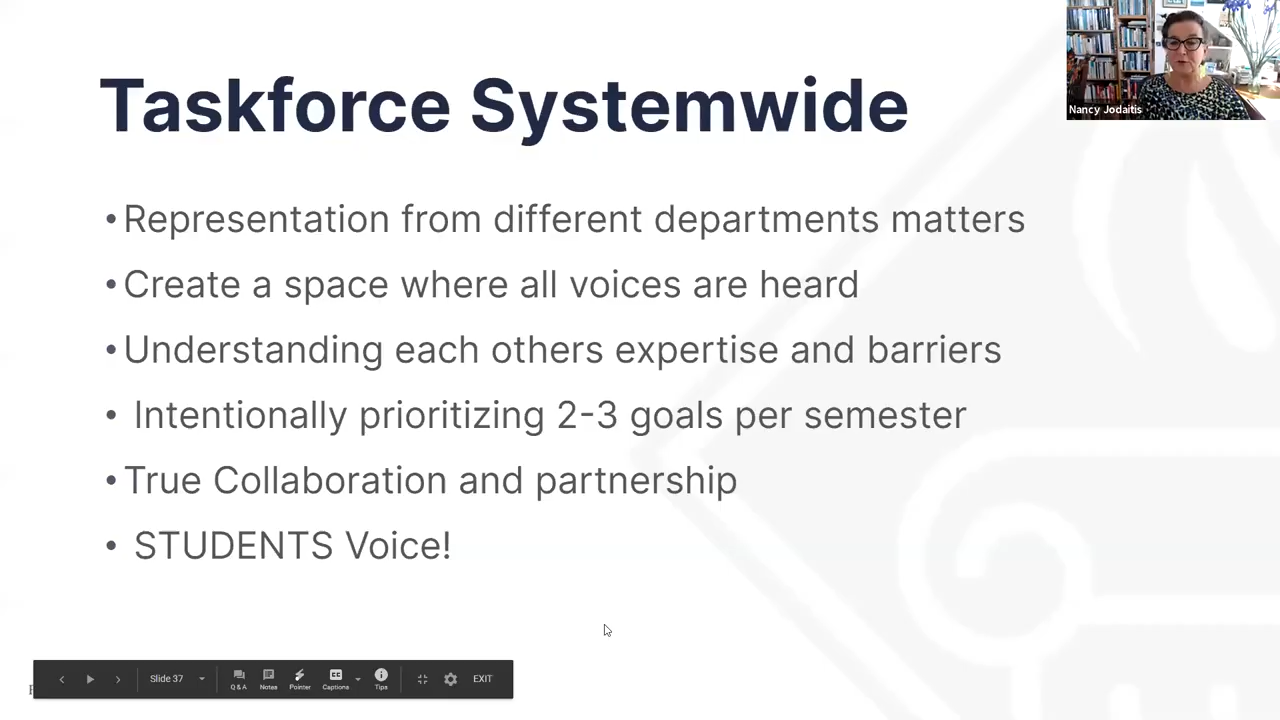 Taskforce Systemwide
Nancy Jodaitis
•Representation from different departments matters
•Create a space where all voices are heard
•Understanding each others expertise and barriers
• Intentionally prioritizing 2-3 goals per semester
•True Collaboration and partnership
• STUDENTS Voice!
Slide 37
Q & A
Notes
Pointer
CC
Captions
Tips
EXIT